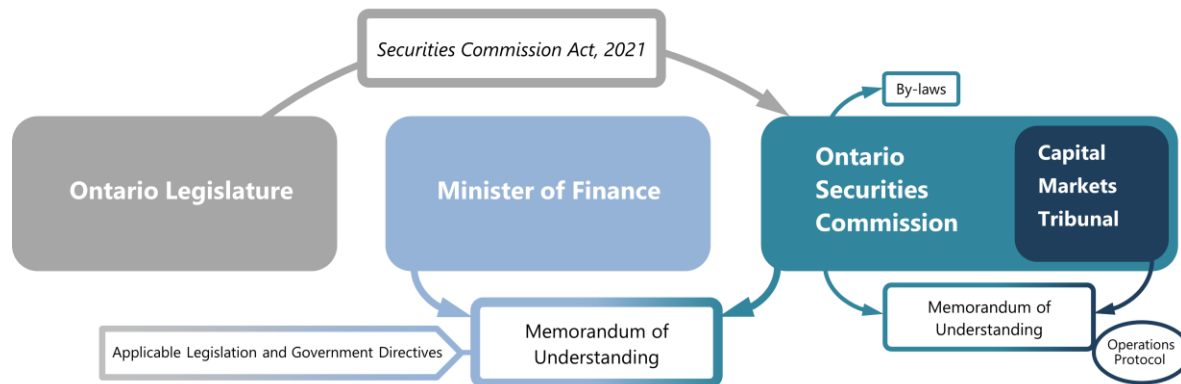 Securities Commission Act, 2021
By-laws
Ontario Legislature
Minister of Finance
Ontario
Securities
Commission
Capital
Markets
Tribunal
Applicable Legislation and Government Directives
Memorandum of
Understanding
Memorandum of
Understanding
Operations
Protocol